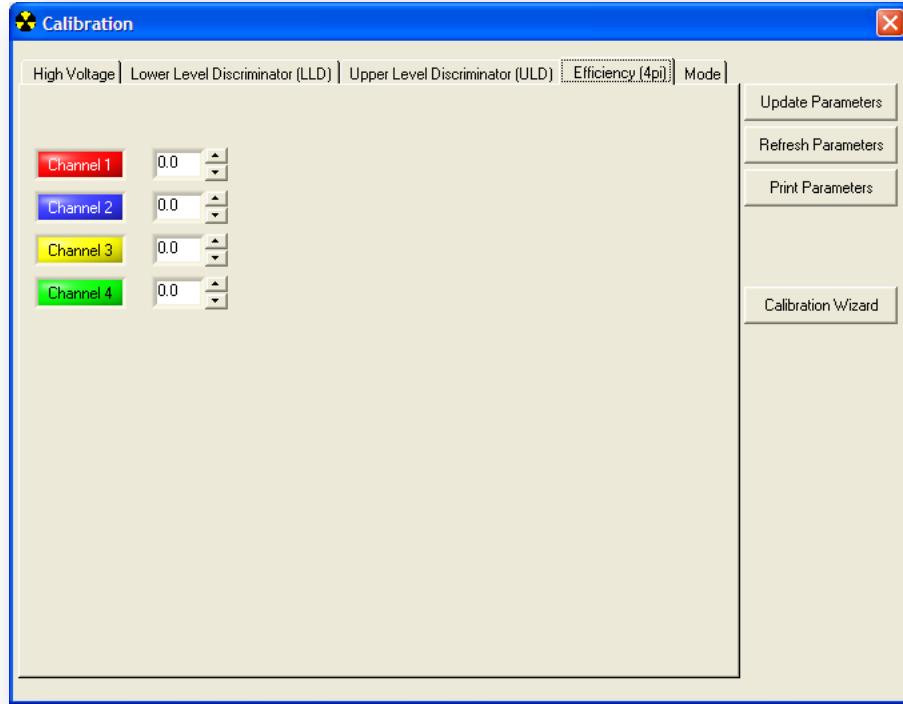 Calibration
High Voltage Lower Level Discriminator (LLD) Upper Level Discriminator (ULD) Efficiency (4pi) Mode
Update Parameters
Refresh Parameters
Print Parameters
Calibration Wizard
Channel 1 0.0
Channel 2 0.0
Channel 3 0.0
Channel 4 0.0